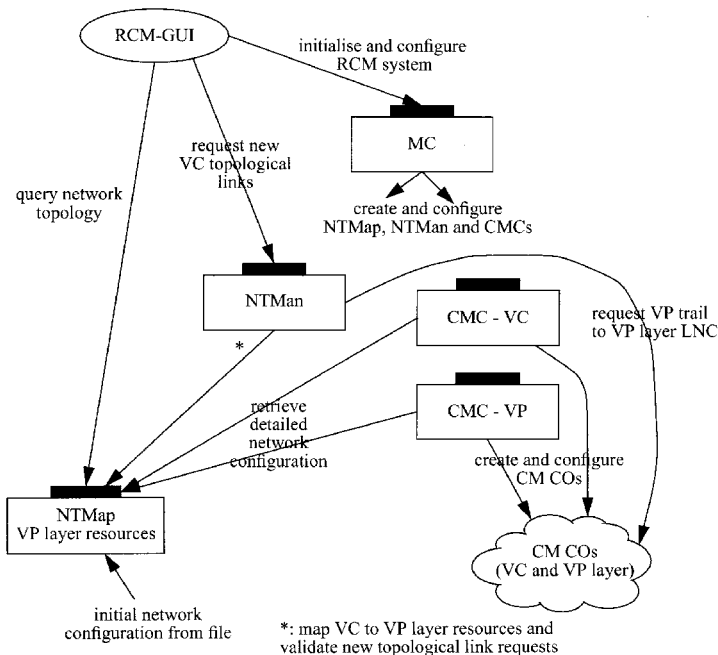 RCM-GUI
initialise and configure
RCM system
MC
request new
VC topological
links
query network
topology
create and configure
NTMap, NTMan and CMCs
NTMan
CMC - VC
request VP trail
to VP layer LNC
*
CMC - VP
retrieve
detailed
network
configuration
create and configure
CM COs
NTMap
VP layer resources
CM COs
(VC and VP layer)
initial network
configuration from file
*: map VC to VP layer resources and
validate new topological link requests